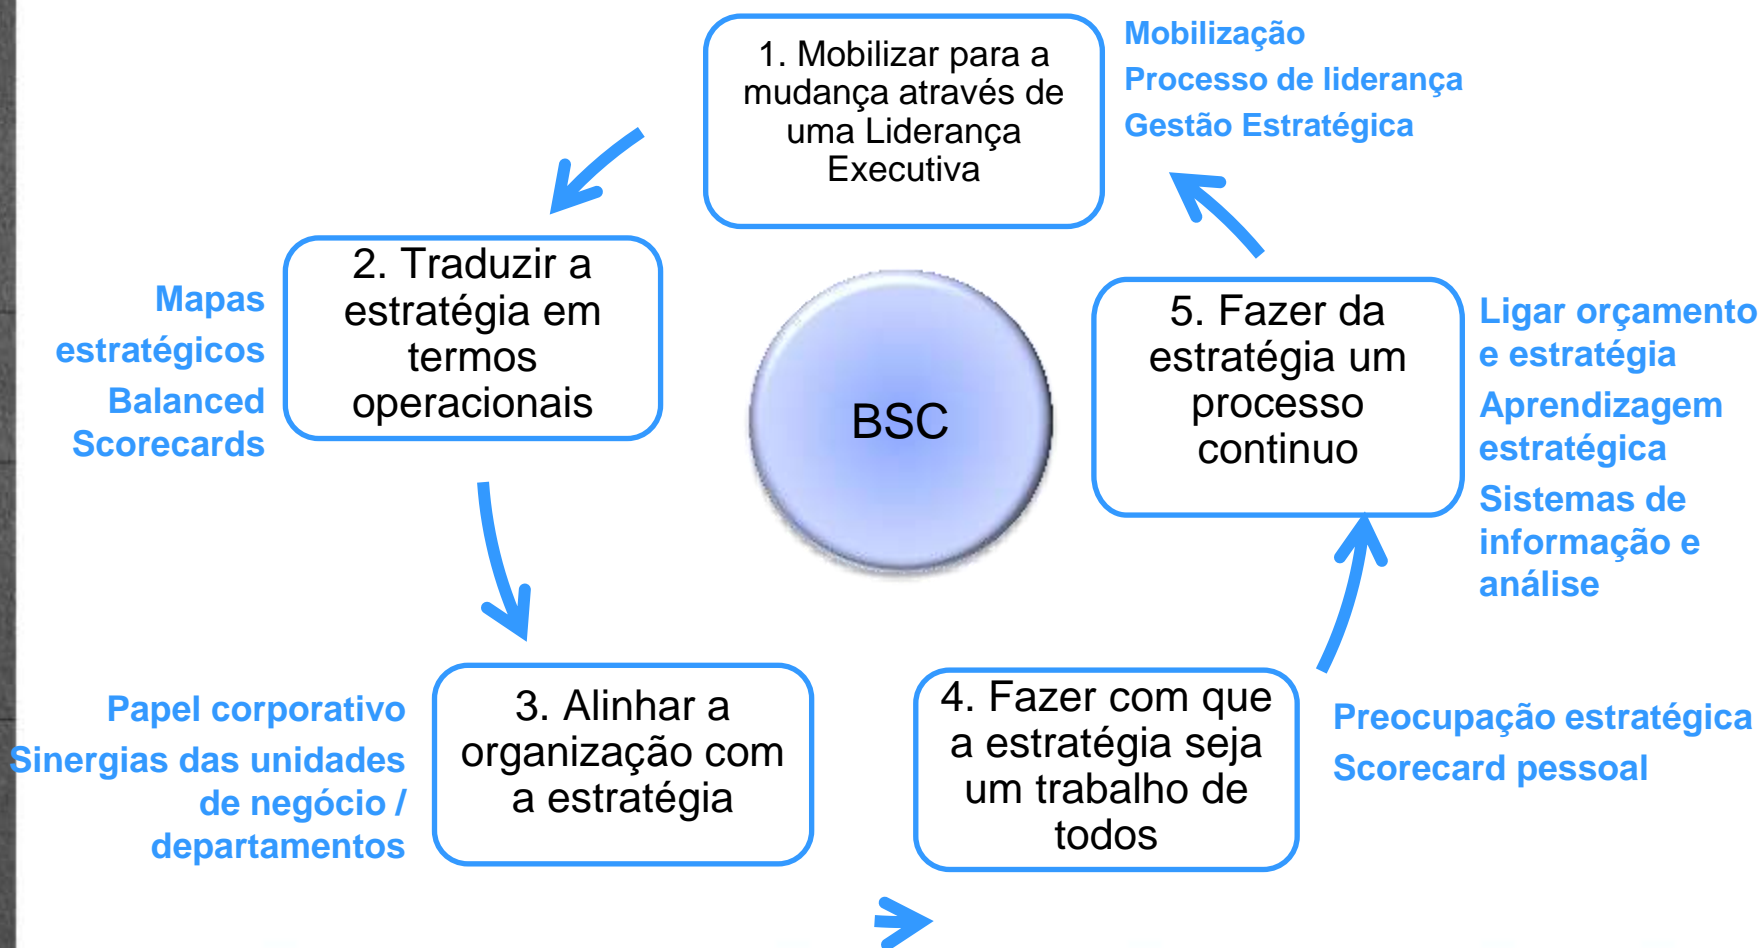 1. Mobilizar para a
mudança através de
uma Liderança
Executiva
Mobilização
Processo de liderança
Gestão Estratégica
2. Traduzir a
estratégia em
termos
operacionais
Mapas
estratégicos
Balanced
Scorecards
BSC
5. Fazer da
estratégia um
processo
continuo
Ligar orçamento
e estratégia
Aprendizagem
estratégica
Sistemas de
informação e
análise
Papel corporativo
Sinergias das unidades
de negócio /
departamentos
3. Alinhar a
organização com
a estratégia
4. Fazer com que
a estratégia seja
um trabalho de
todos
Preocupação estratégica
Scorecard pessoal